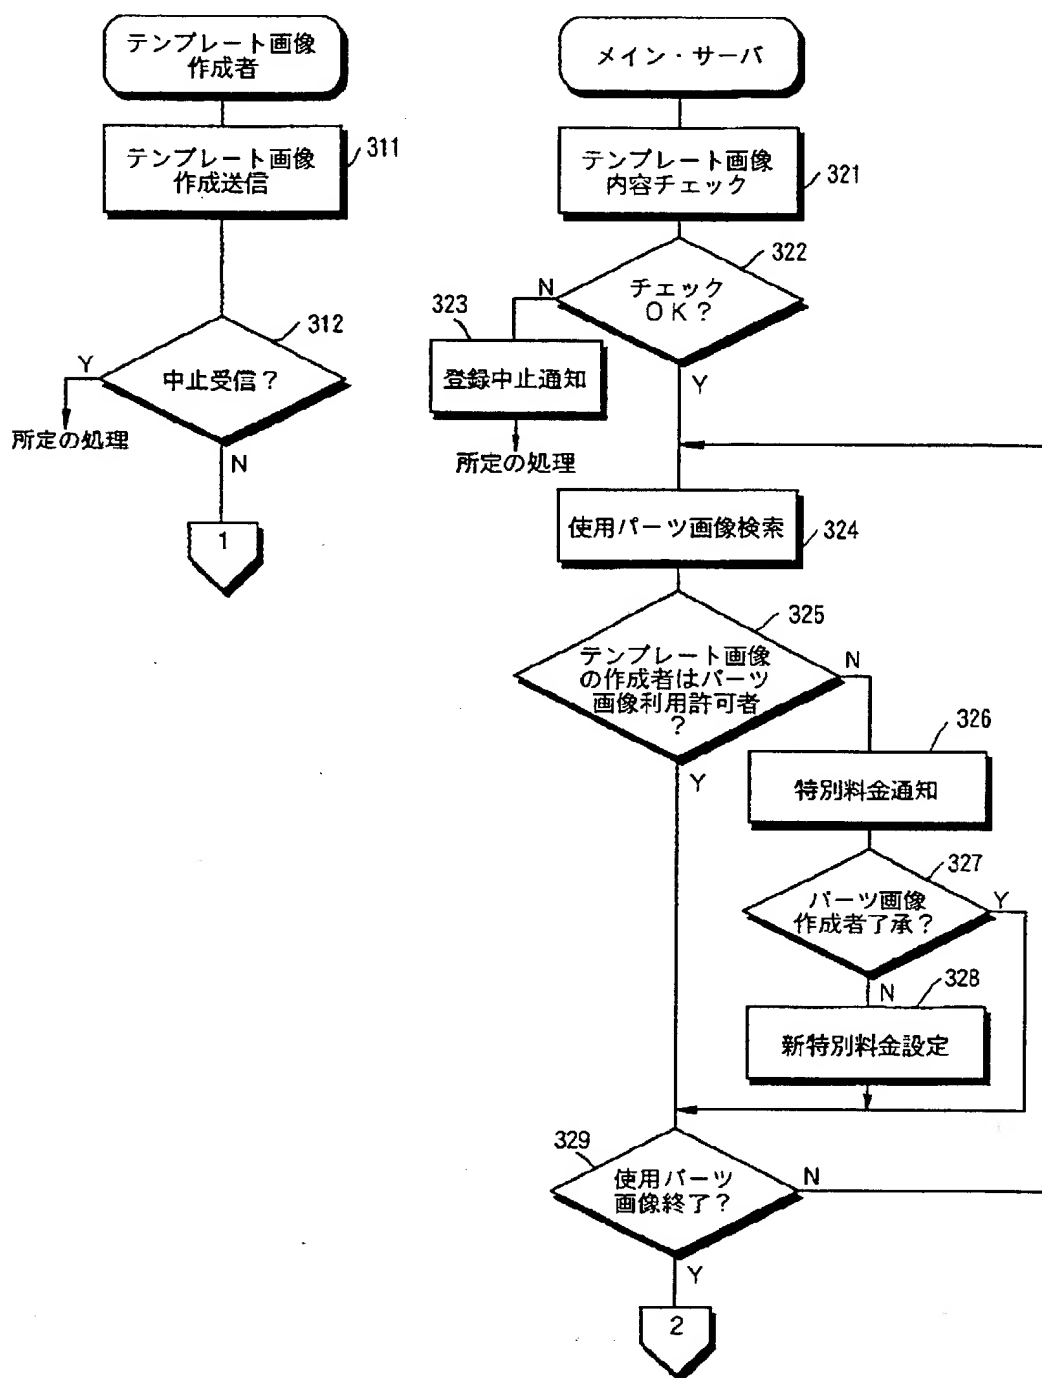 テンプレート画像
作成者
テンプレート画像
作成送信
311
312
中止受信?
Y
所定の処理
N
1
メイン・サーバ
テンプレート画像
内容チェック
321
322
チェック
OK?
N
323
登録中止通知
所定の処理
Y
使用パーツ画像検索
324
325
テンプレート画像
の作成者はパーツ
画像利用許可者
?
N
Y
326
特別料金通知
327
パーツ画像
作成者了承?
Y
N
328
新特別料金設定
329
使用パーツ
画像終了?
N
Y
2